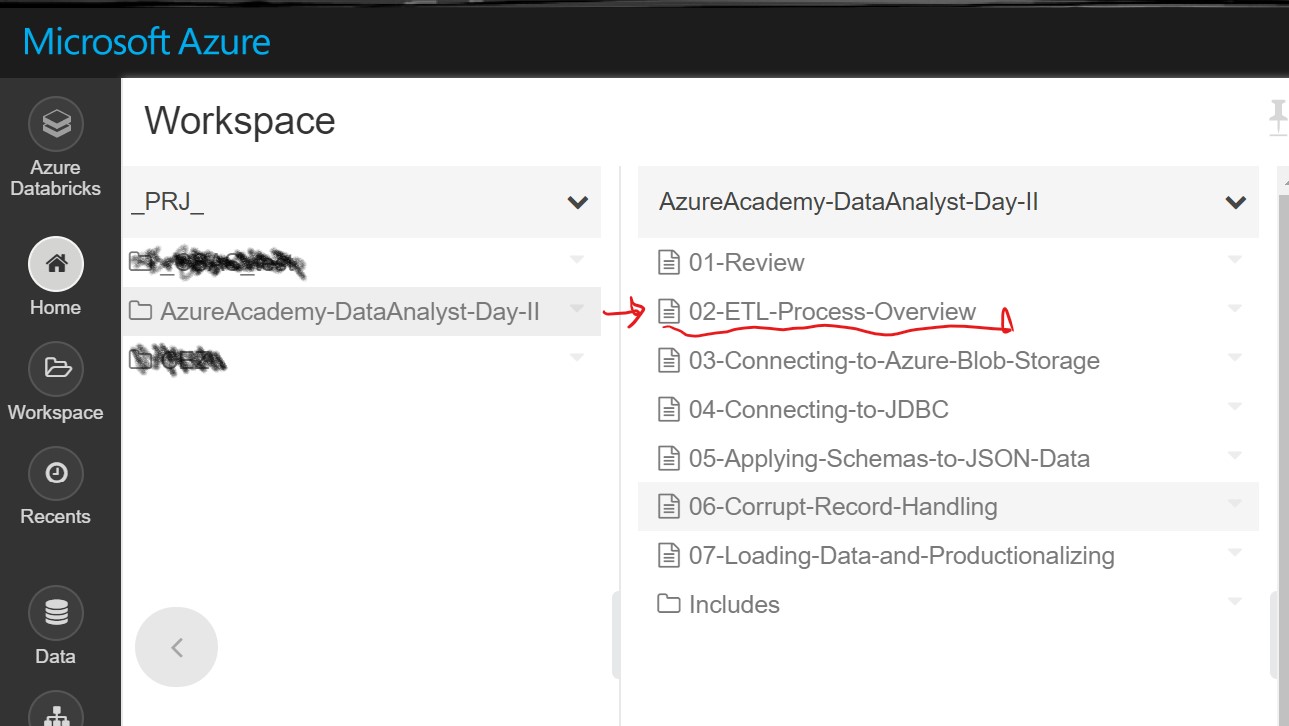 Microsoft Azure
Azure
Databricks
Home
Workspace
Recents
Data
Workspace
_PRJ_
AzureAcademy-DataAnalyst-Day-II
AzureAcademy-DataAnalyst-Day-II
01-Review
02-ETL-Process-Overview
03-Connecting-to-Azure-Blob-Storage
04-Connecting-to-JDBC
05-Applying-Schemas-to-JSON-Data
06-Corrupt-Record-Handling
07-Loading-Data-and-Productionalizing
Includes